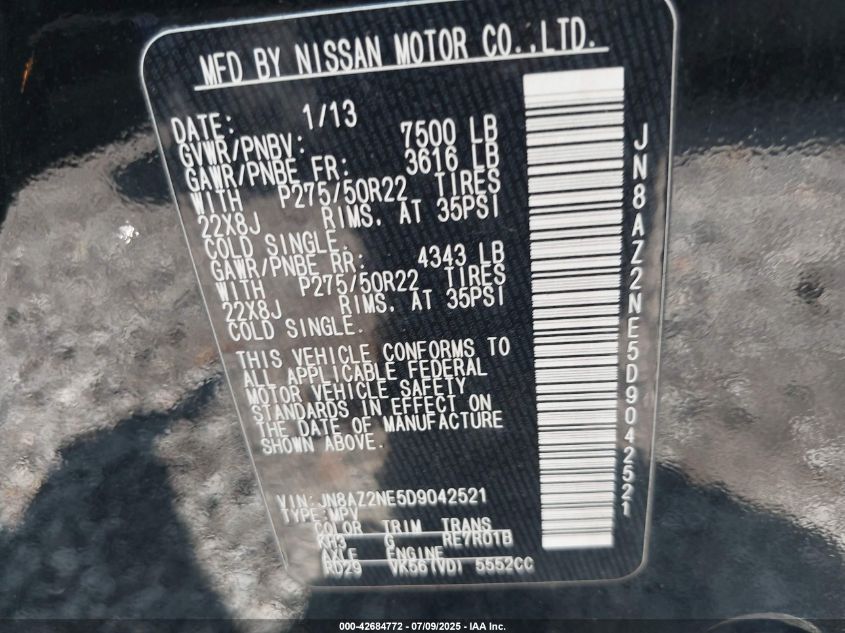 MFD BY NISSAN MOTOR CO.,LTD.
DATE: 1/13
GVWR/PNBV: 7500 LB
GAWR/PNBE FR: 3616 LB
WITH P275/50R22 TIRES
22X8J RIMS. AT 35PSI
COLD SINGLE.
GAWR/PNBE RR: 4343 LB
WITH P275/50R22 TIRES
22X8J RIMS. AT 35PSI
COLD SINGLE.
THIS VEHICLE CONFORMS TO
ALL APPLICABLE FEDERAL
MOTOR VEHICLE SAFETY
STANDARDS IN EFFECT ON
THE DATE OF MANUFACTURE
SHOWN ABOVE.
VIN:JN8AZ2NE5D9042521
TYPE:MPV
COLOR TRIM TRANS
KH3 G RE7R01B
AXLE ENGINE
RD29 VK56(VD) 5552CC
JN8AZ2NE5D9042521
000-42684772 - 07/09/2025 - IAA Inc.